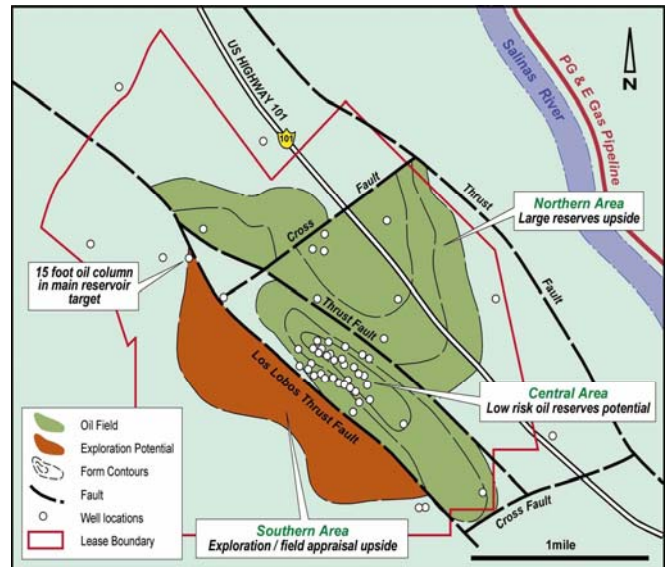 US HIGHWAY 101
101
Salinas River
PG & E Gas Pipeline
N
Cross Fault
Thrust Fault
Northern Area
Large reserves upside
15 foot oil column
in main reservoir
target
Thrust Fault
Los Lobos Thrust Fault
Central Area
Low risk oil reserves potential
Oil Field
Exploration Potential
Form Contours
Fault
Well locations
Lease Boundary
Cross Fault
Southern Area
Exploration / field appraisal upside
1mile